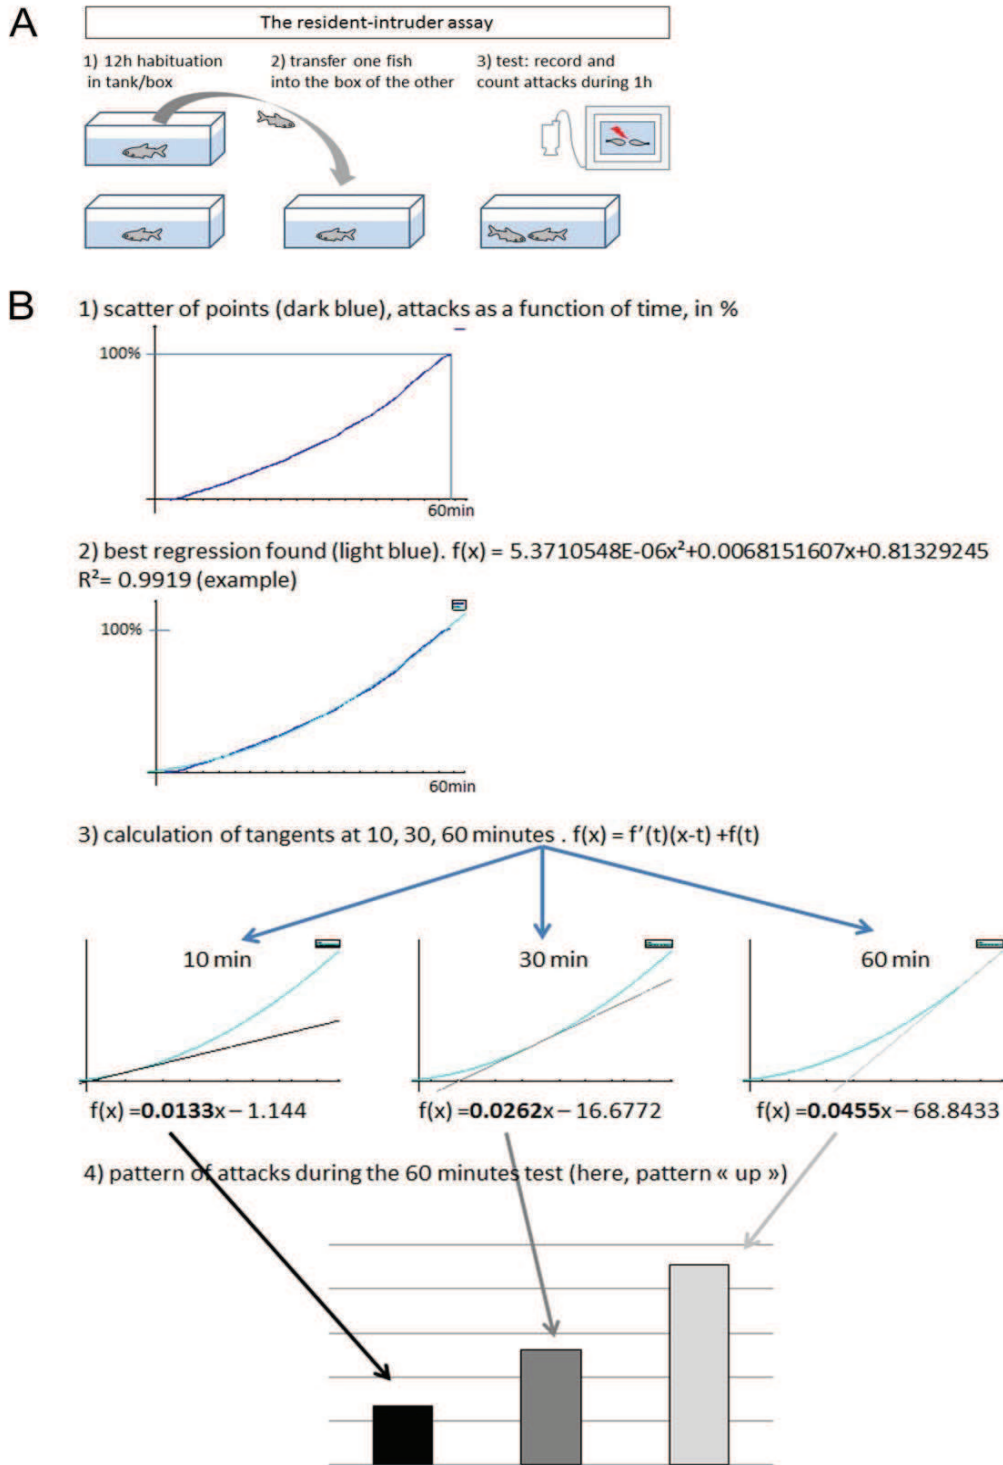 A
The resident-intruder assay
1) 12h habituation
in tank/box
2) transfer one fish
into the box of the other
3) test: record and
count attacks during 1h
B
1) scatter of points (dark blue), attacks as a function of time, in %
100%
60min
2) best regression found (light blue). f(x) = 5.3710548E-06x²+0.0068151607x+0.81329245
R²= 0.9919 (example)
100%
60min
3) calculation of tangents at 10, 30, 60 minutes . f(x) = f'(t)(x-t) +f(t)
10 min
30 min
60 min
f(x) =0.0133x – 1.144
f(x) =0.0262x – 16.6772
f(x) =0.0455x – 68.8433
4) pattern of attacks during the 60 minutes test (here, pattern « up »)